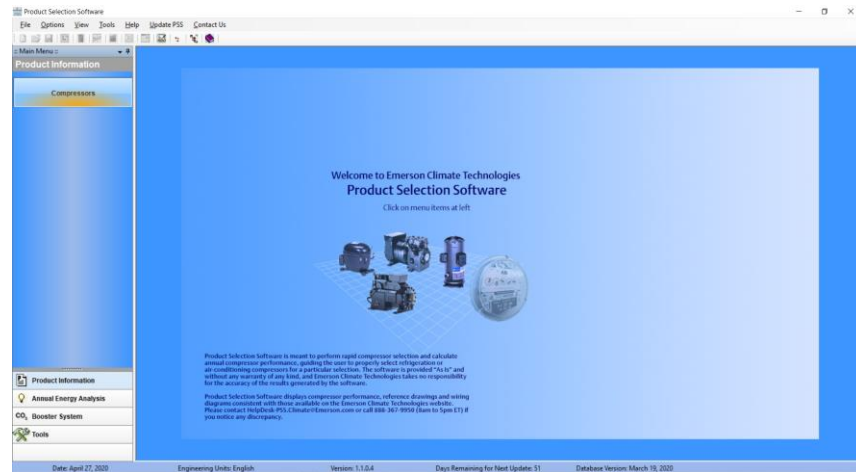 Product Selection Software
File Options View Tools Help Update PSS Contact Us
:: Main Menu ::
Product Information
Compressors
Welcome to Emerson Climate Technologies
Product Selection Software
Click on menu items at left
Product Selection Software is meant to perform rapid compressor selection and calculate
annual compressor performance, guiding the user to properly select refrigeration or
air-conditioning compressors for a particular selection. The software is provided "As Is" and
without any warranty of any kind, and Emerson Climate Technologies takes no responsibility
for the accuracy of the results generated by the software.
Product Selection Software displays compressor performance, reference drawings and wiring
diagrams consistent with those available on the Emerson Climate Technologies website.
Please contact HelpDesk-PSS.Climate@Emerson.com or call 888-367-9950 (8am to 5pm ET) if
you notice any discrepancy.
Product Information
Annual Energy Analysis
CO₂ Booster System
Tools
Date: April 27, 2020 Engineering Units: English Version: 1.1.0.4 Days Remaining for Next Update: 51 Database Version: March 19, 2020